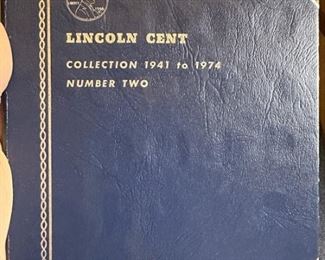 LINCOLN CENT
COLLECTION 1941 to 1974
NUMBER TWO